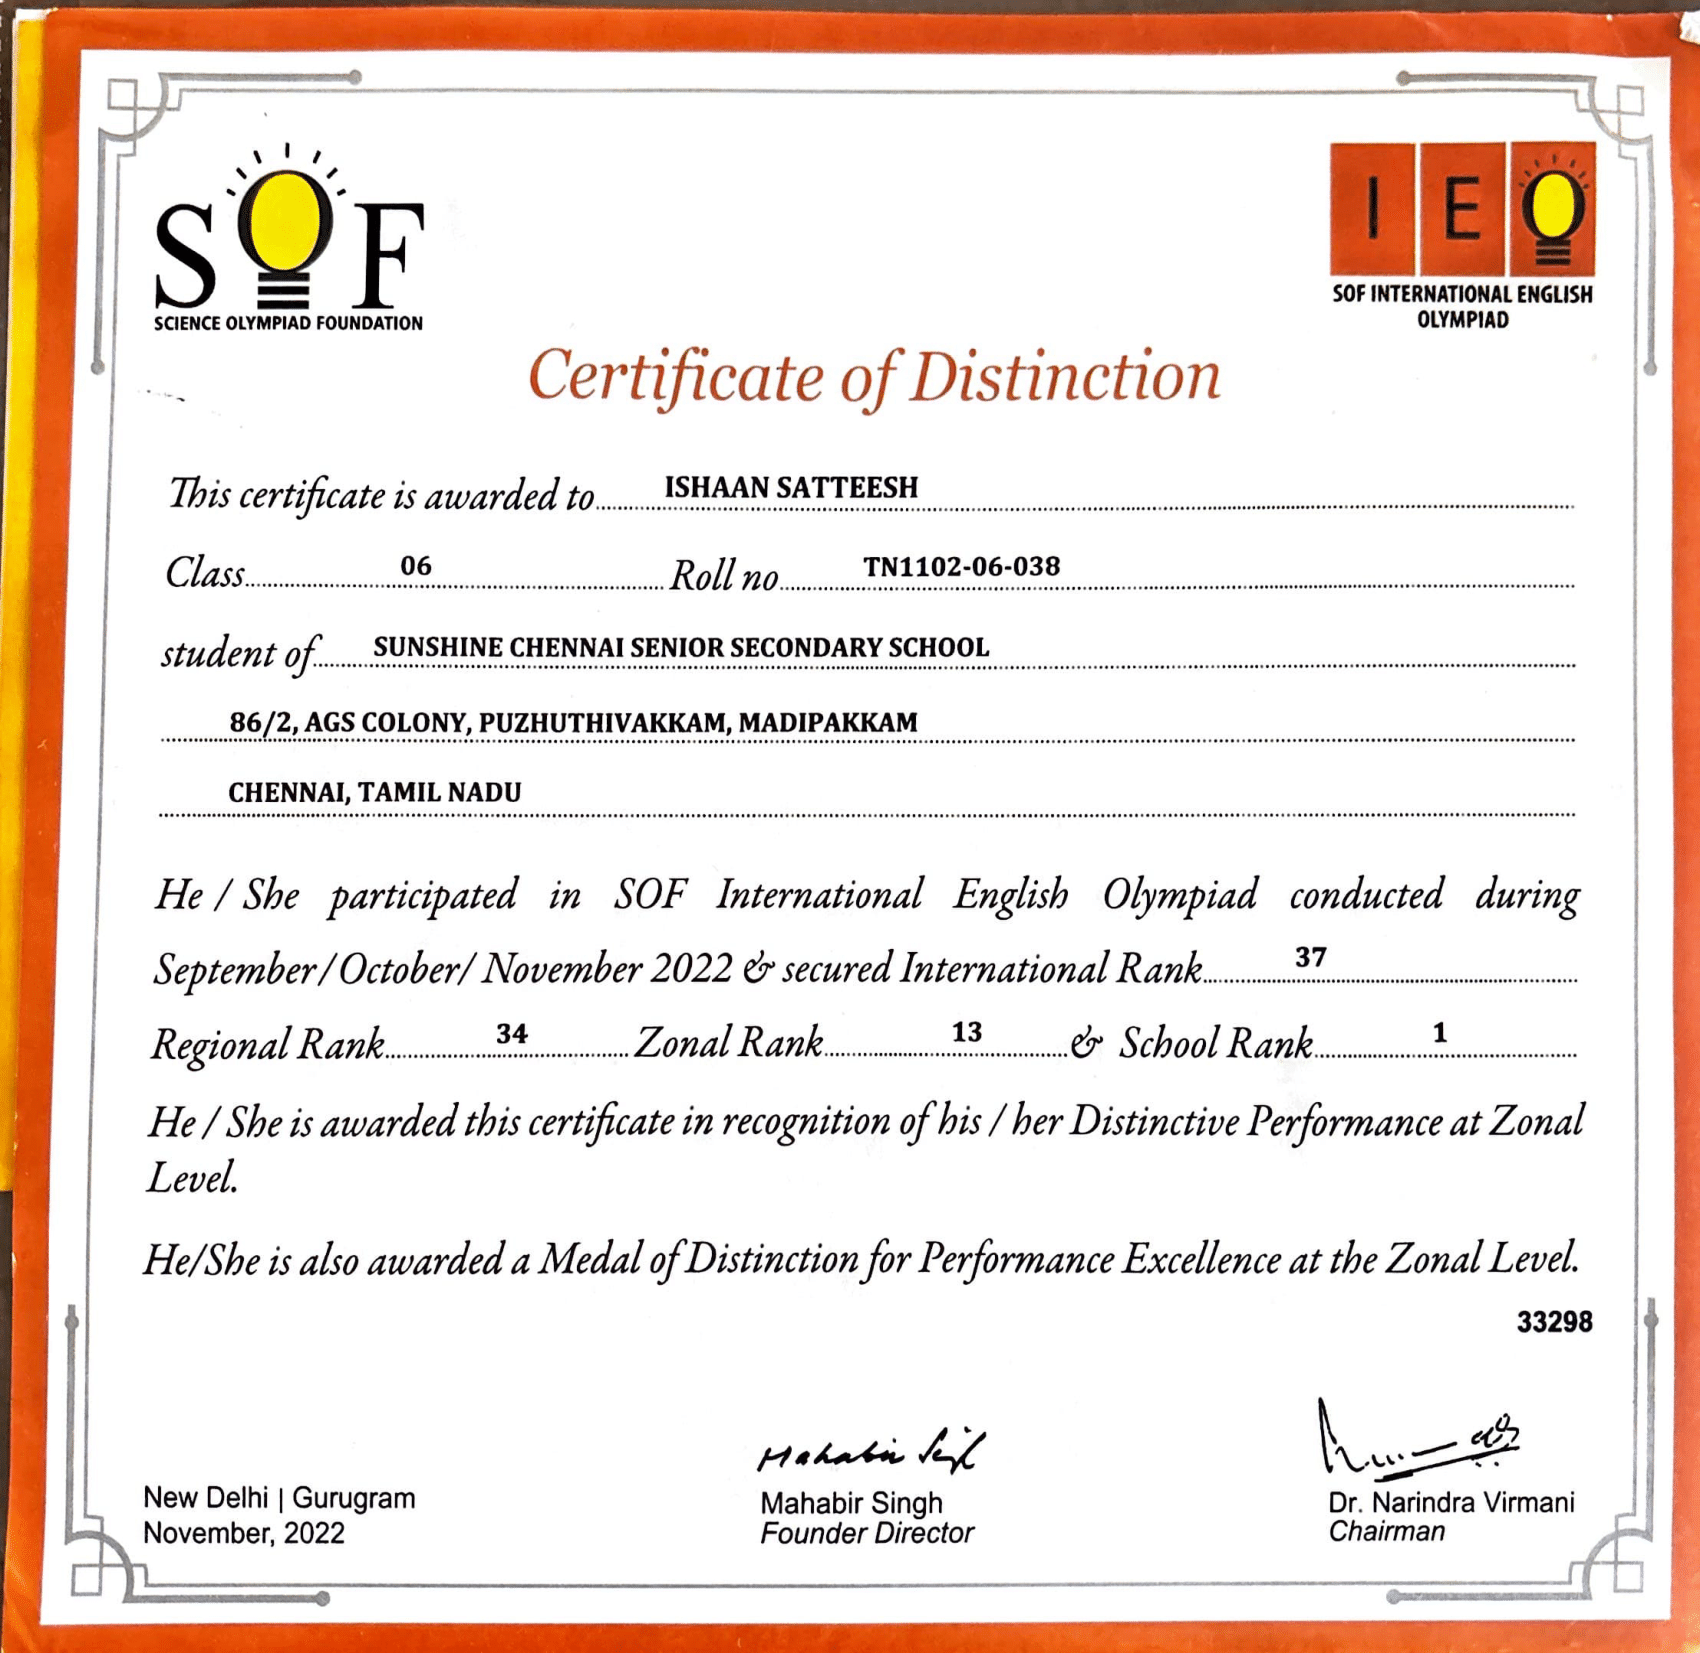 SOF
SCIENCE OLYMPIAD FOUNDATION
IEO
SOF INTERNATIONAL ENGLISH
OLYMPIAD
Certificate of Distinction
This certificate is awarded to ISHAAN SATTEESH
Class 06 Roll no TN1102-06-038
student of SUNSHINE CHENNAI SENIOR SECONDARY SCHOOL
86/2, AGS COLONY, PUZHUTHIVAKKAM, MADIPAKKAM
CHENNAI, TAMIL NADU
He / She participated in SOF International English Olympiad conducted during
September/October/ November 2022 & secured International Rank 37
Regional Rank 34 Zonal Rank 13 & School Rank 1
He / She is awarded this certificate in recognition of his / her Distinctive Performance at Zonal
Level.
He/She is also awarded a Medal of Distinction for Performance Excellence at the Zonal Level.
33298
Mahabir Singh
New Delhi | Gurugram
November, 2022
Mahabir Singh
Founder Director
Dr. Narindra Virmani
Chairman